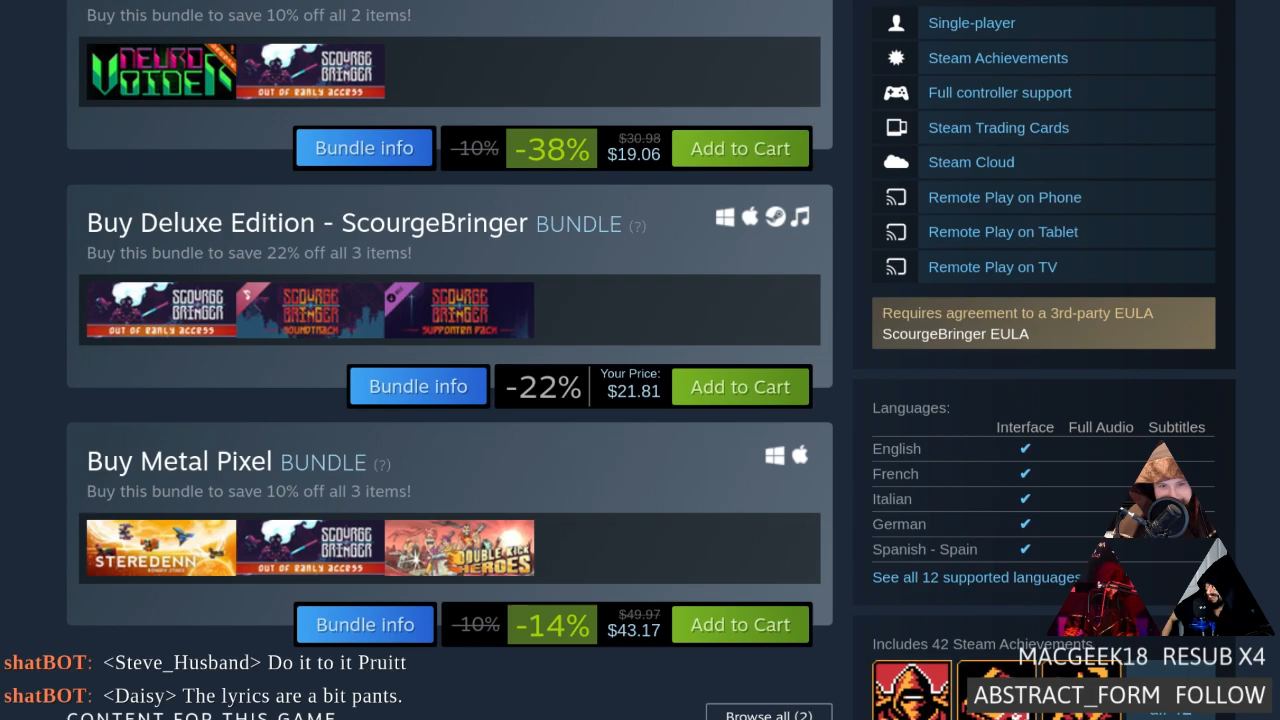 Buy this bundle to save 10% off all 2 items!
NEURO VOIDER
SCOURGE BRINGER
OUT OF EARLY ACCESS
Bundle info
-10%
-38%
$30.98
$19.06
Add to Cart
Buy Deluxe Edition - ScourgeBringer BUNDLE (?)
Buy this bundle to save 22% off all 3 items!
SCOURGE BRINGER
OUT OF EARLY ACCESS
SCOURGE BRINGER
SOUNDTRACK
SCOURGE BRINGER
SUPPORTER PACK
Bundle info
-22%
Your Price:
$21.81
Add to Cart
Buy Metal Pixel BUNDLE (?)
Buy this bundle to save 10% off all 3 items!
STEREDENN
SCOURGE BRINGER
OUT OF EARLY ACCESS
DOUBLE KICK
HEROES
Bundle info
-10%
-14%
$49.97
$43.17
Add to Cart
shatBOT: <Steve_Husband> Do it to it Pruitt
shatBOT: <Daisy> The lyrics are a bit pants.
CONTENT FOR THIS GAME
Browse all (2)
Single-player
Steam Achievements
Full controller support
Steam Trading Cards
Steam Cloud
Remote Play on Phone
Remote Play on Tablet
Remote Play on TV
Requires agreement to a 3rd-party EULA
ScourgeBringer EULA
Languages:
Interface Full Audio Subtitles
English ✔
French ✔
Italian ✔
German ✔
Spanish - Spain ✔
See all 12 supported languages
Includes 42 Steam Achievements
MACGEEK18 RESUB X4
ABSTRACT_FORM FOLLOW